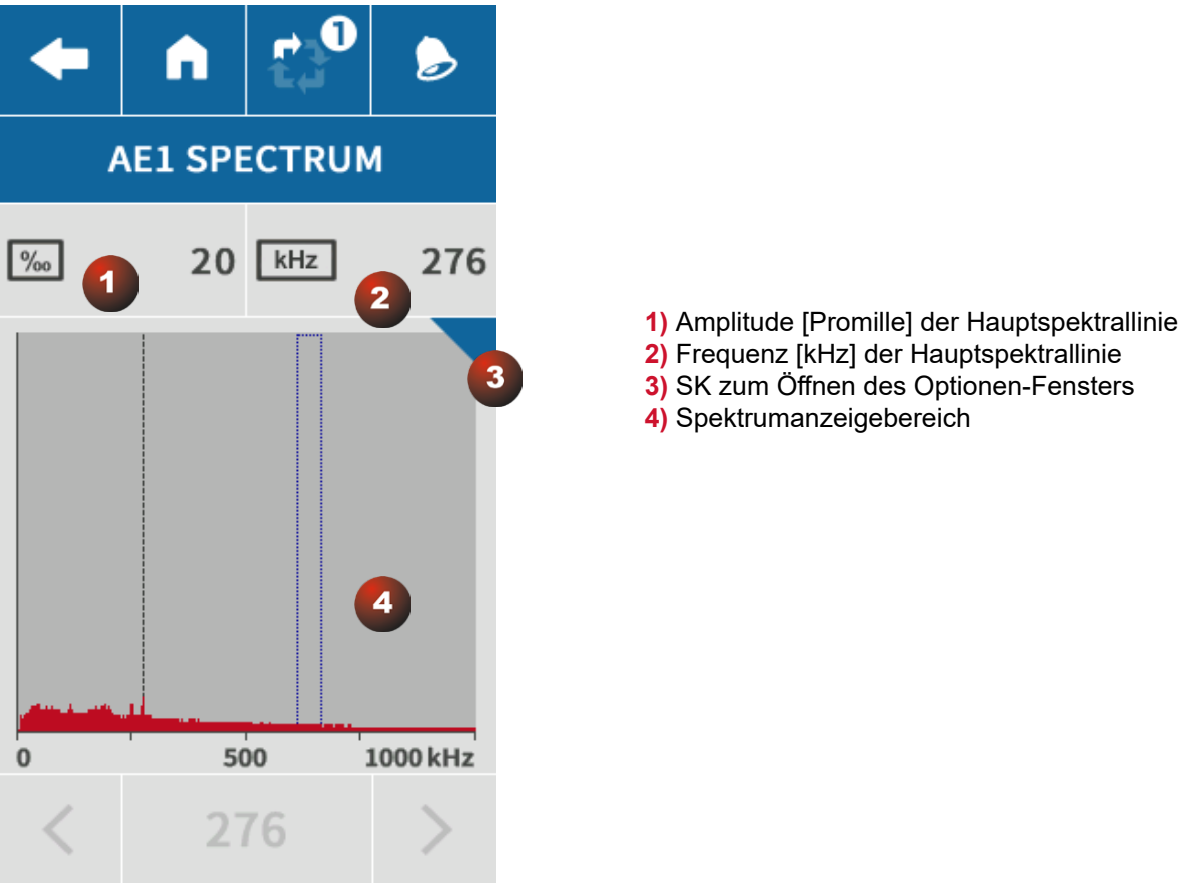 1
AE1 SPECTRUM
‰ 20 kHz 276
1
2
3
4
0 500 1000 kHz
< 276 >
1) Amplitude [Promille] der Hauptspektrallinie
2) Frequenz [kHz] der Hauptspektrallinie
3) SK zum Öffnen des Optionen-Fensters
4) Spektrumanzeigebereich